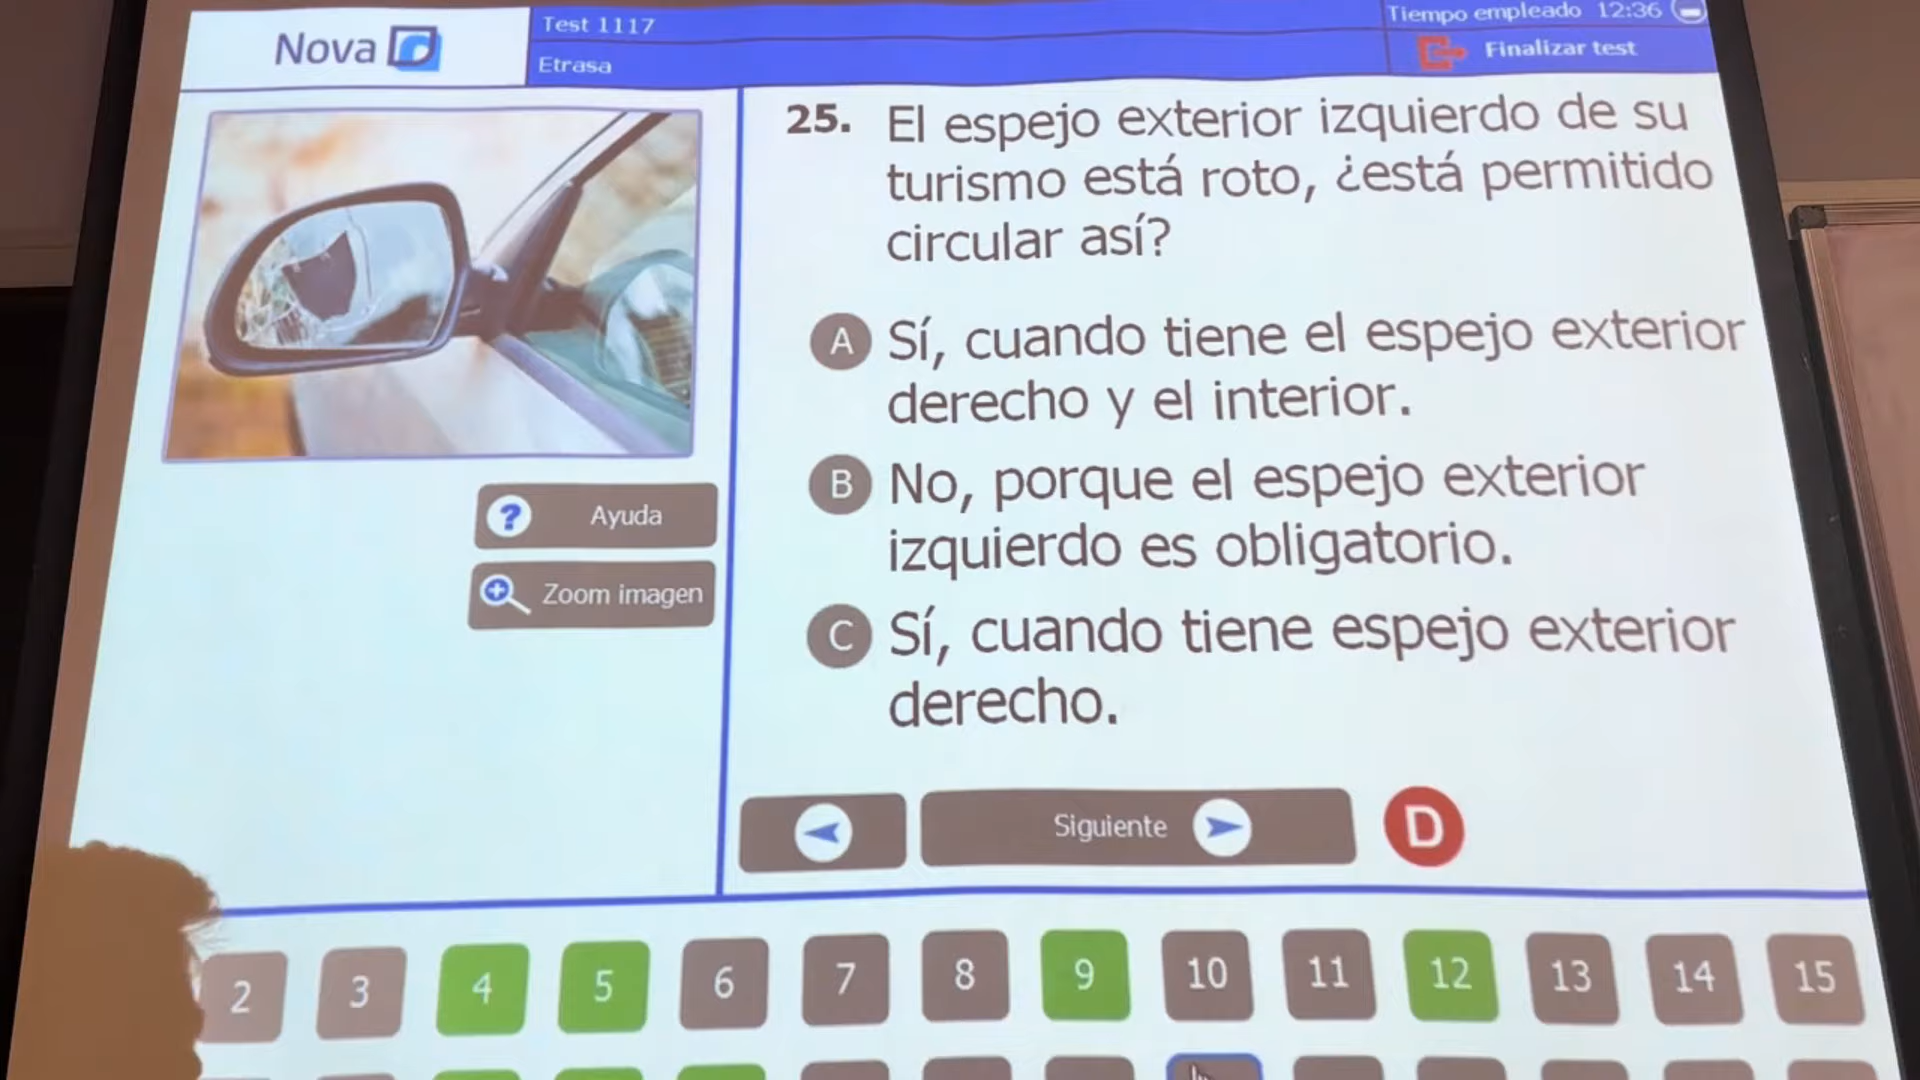 Nova
Test 1117
Etrasa
Tiempo empleado 12:36
Finalizar test
25. El espejo exterior izquierdo de su
turismo está roto, ¿está permitido
circular así?
A Sí, cuando tiene el espejo exterior
derecho y el interior.
B No, porque el espejo exterior
izquierdo es obligatorio.
C Sí, cuando tiene espejo exterior
derecho.
? Ayuda
Zoom imagen
Siguiente
D
2 3 4 5 6 7 8 9 10 11 12 13 14 15